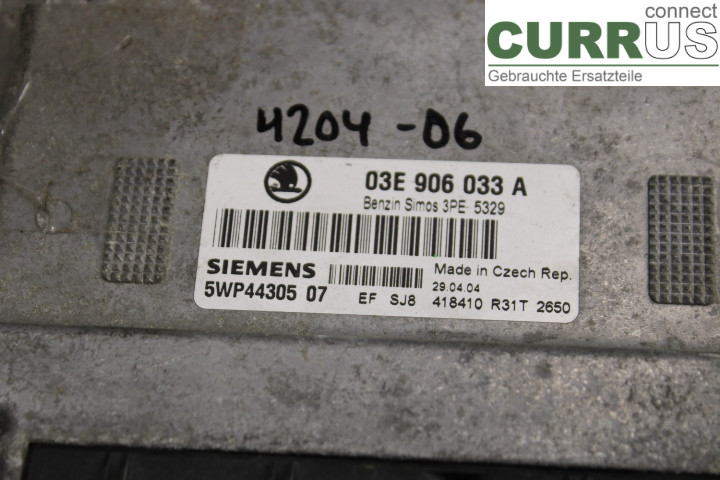 connect
CURRUS
Gebrauchte Ersatzteile
4204-06
03E 906 033 A
Benzin Simos 3PE 5329
SIEMENS
Made in Czech Rep.
29.04.04
5WP44305 07 EF SJ8 418410 R31T 2650